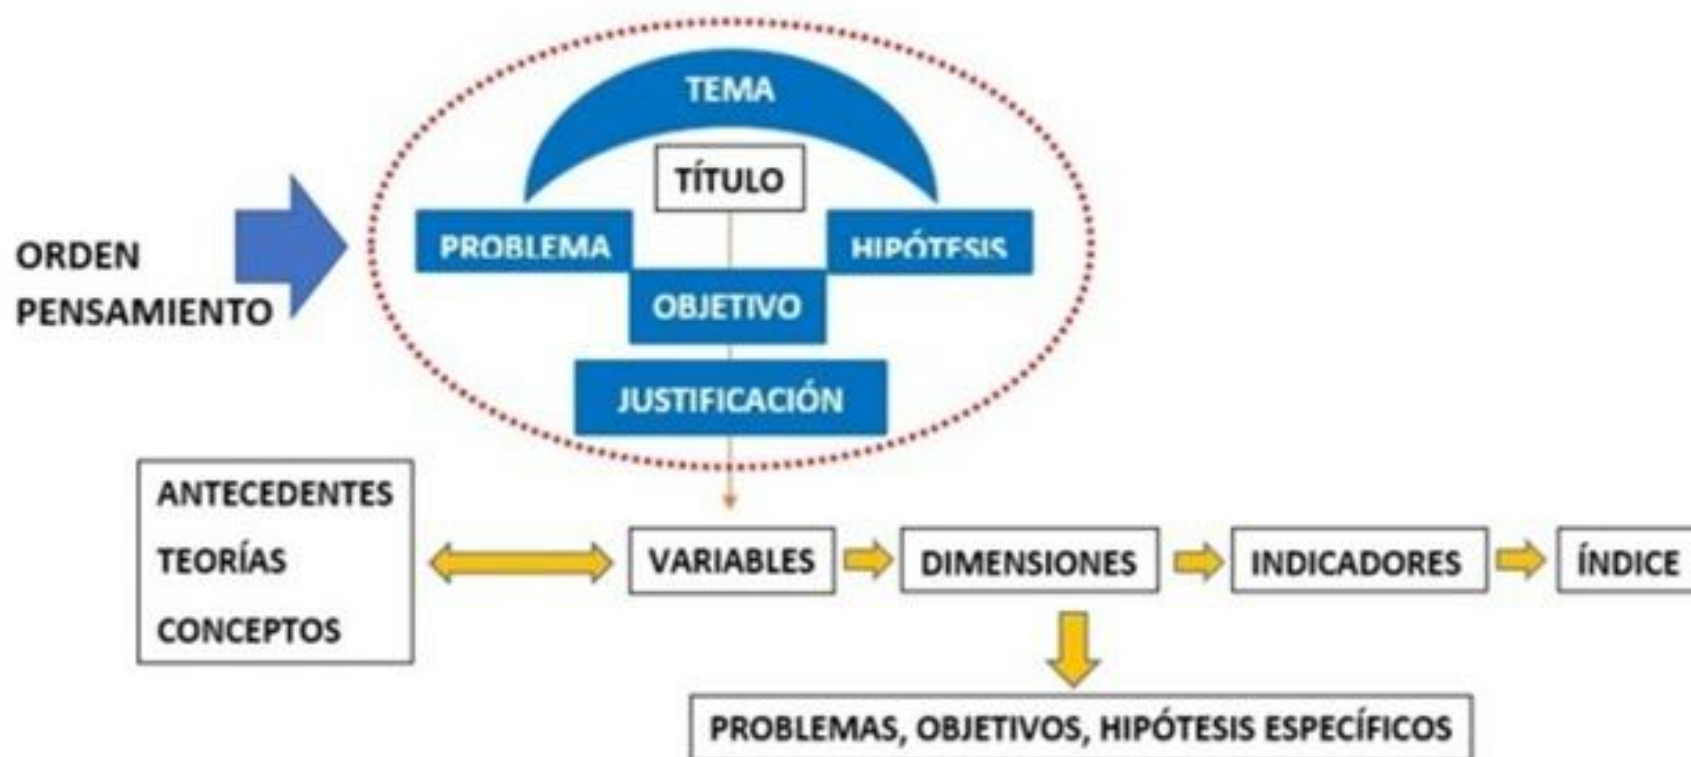 TEMA
TÍTULO
PROBLEMA
HIPÓTESIS
ORDEN
PENSAMIENTO
OBJETIVO
JUSTIFICACIÓN
ANTECEDENTES
TEORÍAS
CONCEPTOS
VARIABLES
DIMENSIONES
INDICADORES
ÍNDICE
PROBLEMAS, OBJETIVOS, HIPÓTESIS ESPECÍFICOS